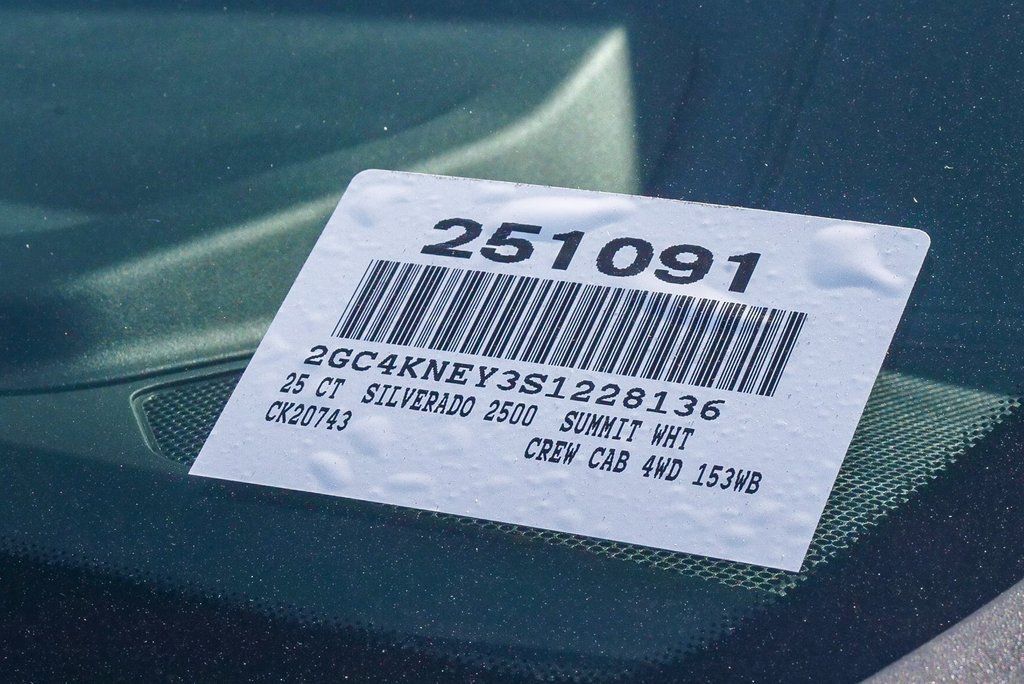 251091
2GC4KNEY3S1228136
25 CT SILVERADO 2500 SUMMIT WHT
CK20743 CREW CAB 4WD 153WB